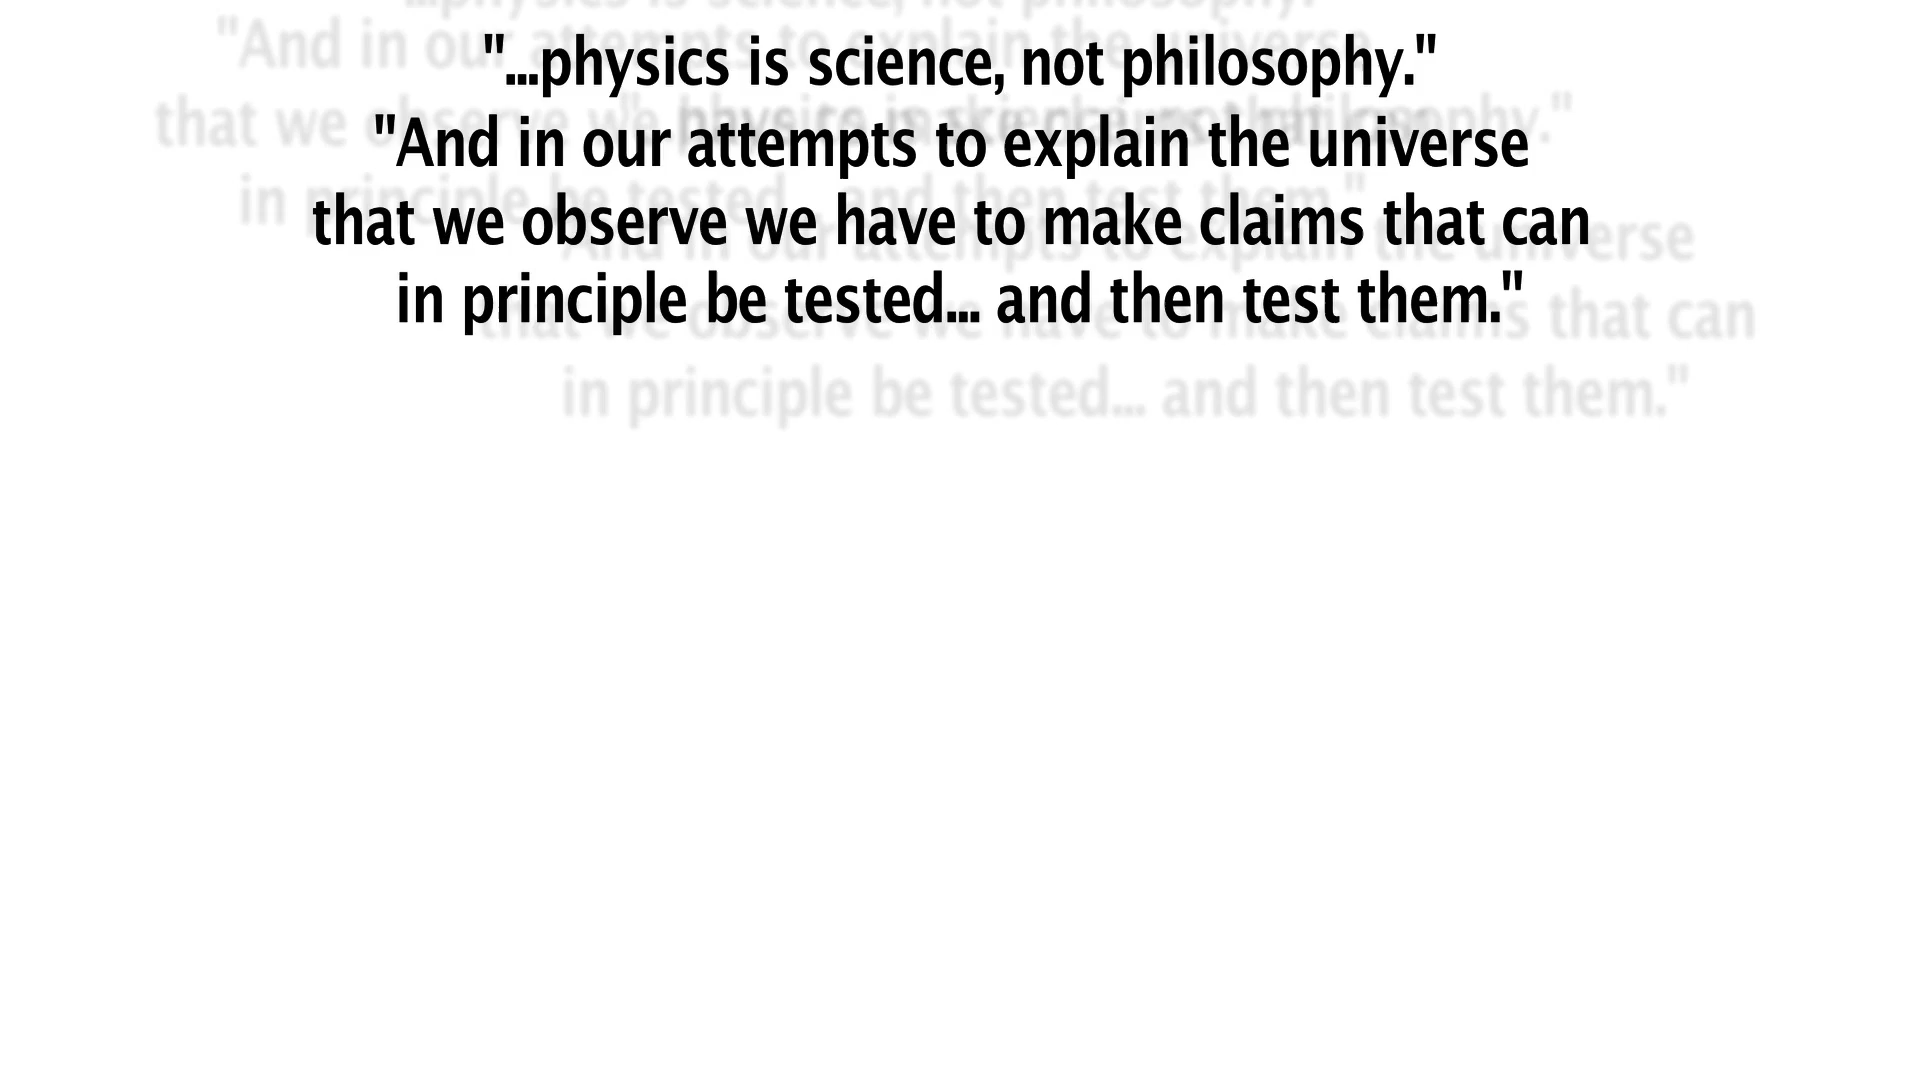 "...physics is science, not philosophy."
"And in our attempts to explain the universe
that we observe we have to make claims that can
in principle be tested... and then test them."